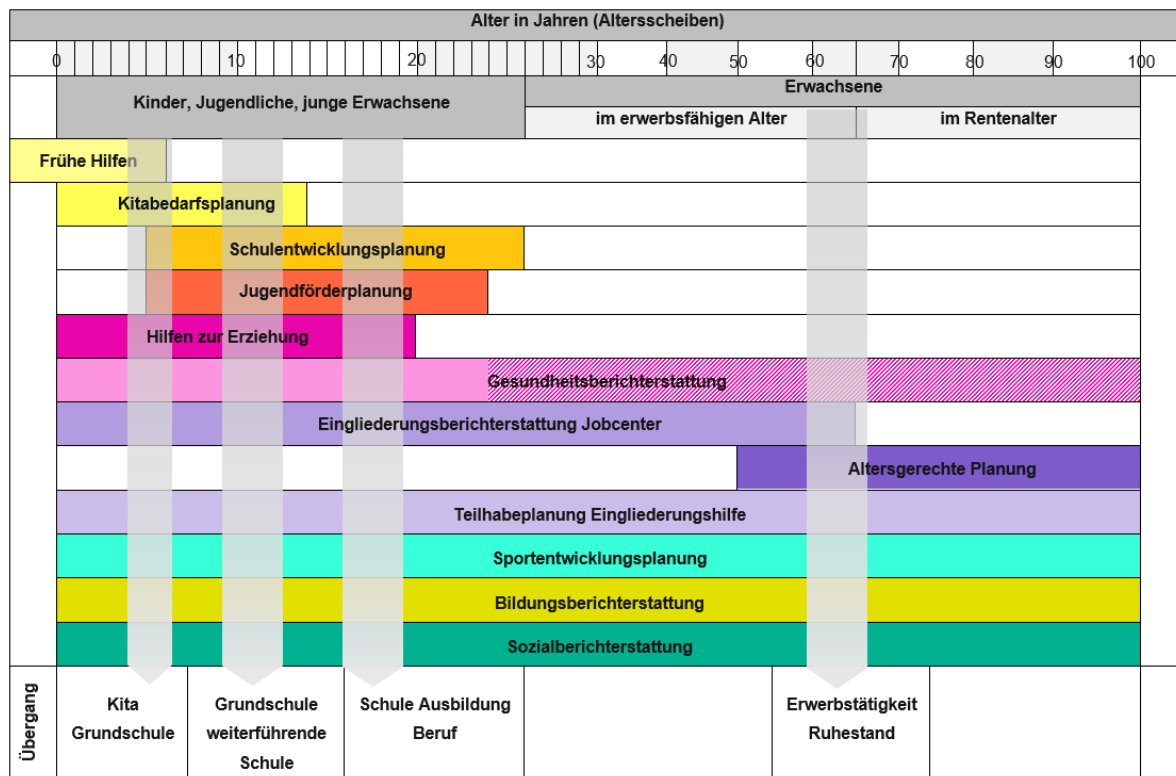 Alter in Jahren (Altersscheiben)
0 10 20 30 40 50 60 70 80 90 100
Kinder, Jugendliche, junge Erwachsene
Erwachsene
im erwerbsfähigen Alter
im Rentenalter
Frühe Hilfen
Kitabedarfsplanung
Schulentwicklungsplanung
Jugendförderplanung
Hilfen zur Erziehung
Gesundheitsberichterstattung
Eingliederungsberichterstattung Jobcenter
Altersgerechte Planung
Teilhabeplanung Eingliederungshilfe
Sportentwicklungsplanung
Bildungsberichterstattung
Sozialberichterstattung
Übergang
Kita
Grundschule
Grundschule
weiterführende
Schule
Schule Ausbildung
Beruf
Erwerbstätigkeit
Ruhestand